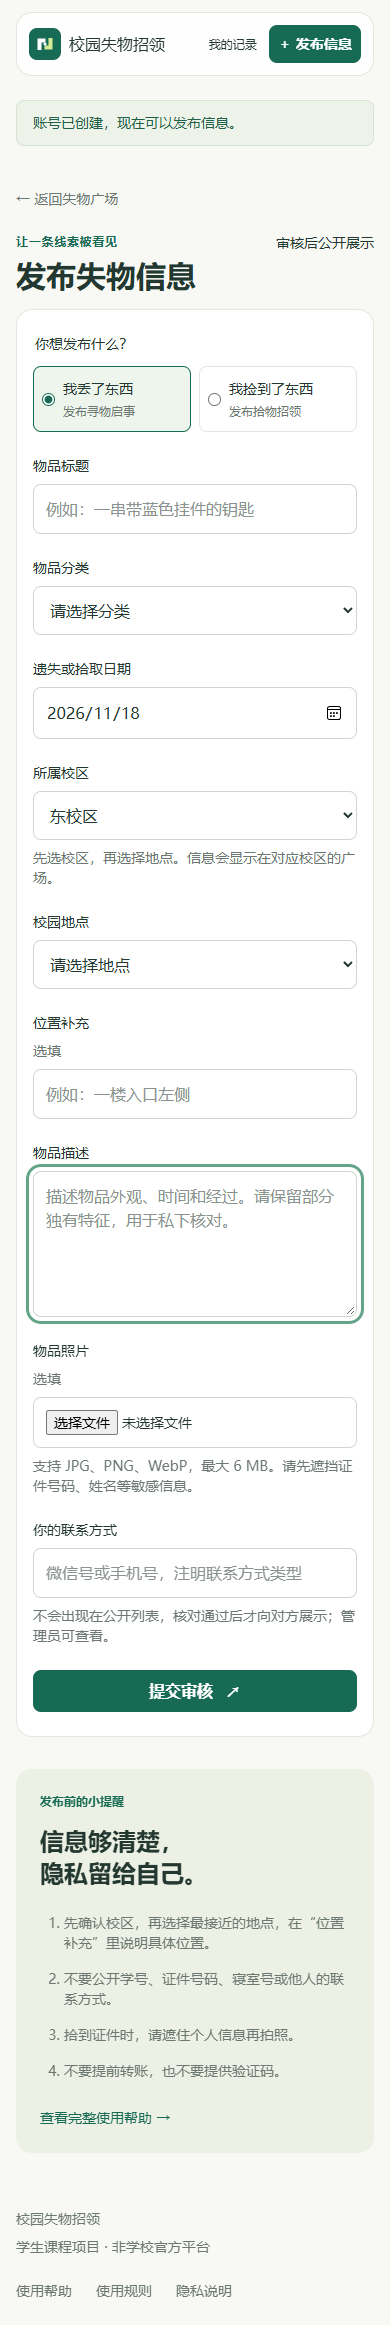 校园失物招领
我的记录
+ 发布信息
账号已创建，现在可以发布信息。
← 返回失物广场
让一条线索被看见
审核后公开展示
发布失物信息
你想发布什么？
我丢了东西
发布寻物启事
我捡到了东西
发布拾物招领
物品标题
例如：一串带蓝色挂件的钥匙
物品分类
请选择分类
遗失或拾取日期
2026/11/18
所属校区
东校区
先选校区，再选择地点。信息会显示在对应校区的广
场。
校园地点
请选择地点
位置补充
选填
例如：一楼入口左侧
物品描述
描述物品外观、时间和经过。请保留部分
独有特征，用于私下核对。
物品照片
选填
选择文件 未选择文件
支持 JPG、PNG、WebP，最大 6 MB。请先遮挡证
件号码、姓名等敏感信息。
你的联系方式
微信号或手机号，注明联系方式类型
不会出现在公开列表，核对通过后才向对方展示；管
理员可查看。
提交审核 ↗
发布前的小提醒
信息够清楚，
隐私留给自己。
1. 先确认校区，再选择最接近的地点，在“位置
补充”里说明具体位置。
2. 不要公开学号、证件号码、寝室号或他人的联
系方式。
3. 拾到证件时，请遮住个人信息再拍照。
4. 不要提前转账，也不要提供验证码。
查看完整使用帮助 →
校园失物招领
学生课程项目 · 非学校官方平台
使用帮助
使用规则
隐私说明